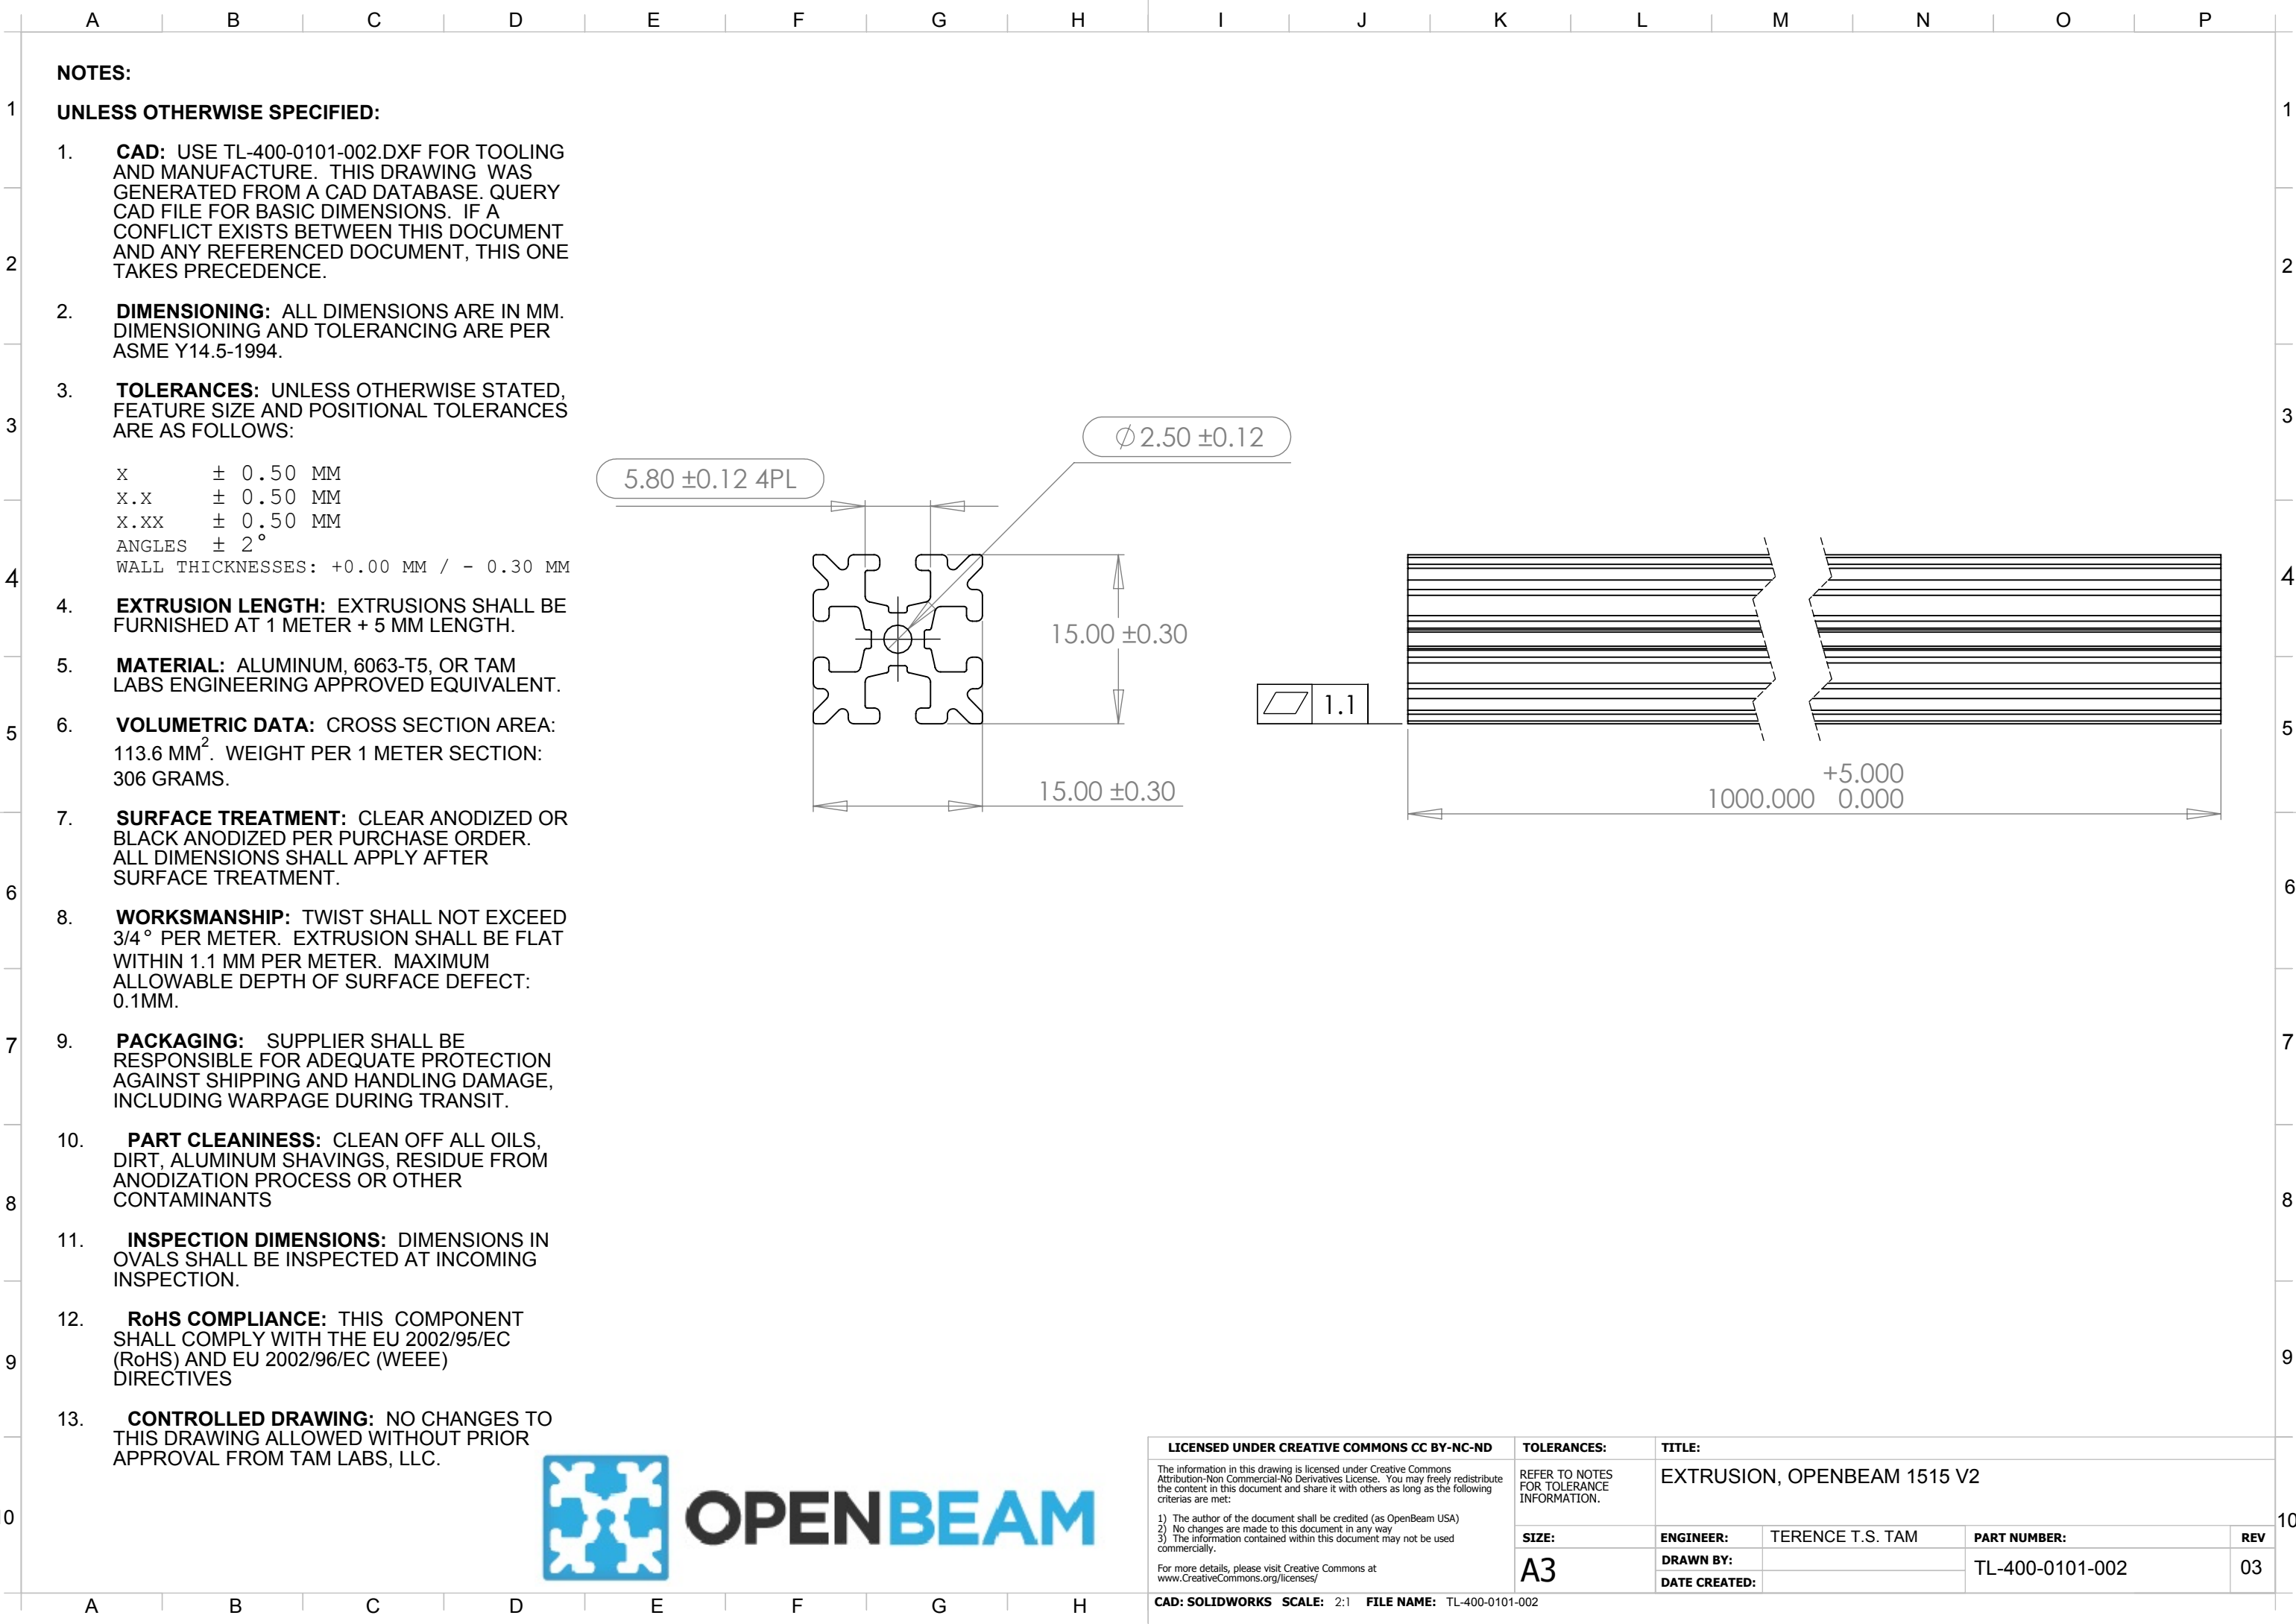 A B C D E F G H I J K L M N O P
NOTES:
UNLESS OTHERWISE SPECIFIED:
1. CAD: USE TL-400-0101-002.DXF FOR TOOLING
AND MANUFACTURE. THIS DRAWING WAS
GENERATED FROM A CAD DATABASE. QUERY
CAD FILE FOR BASIC DIMENSIONS. IF A
CONFLICT EXISTS BETWEEN THIS DOCUMENT
AND ANY REFERENCED DOCUMENT, THIS ONE
TAKES PRECEDENCE.
2. DIMENSIONING: ALL DIMENSIONS ARE IN MM.
DIMENSIONING AND TOLERANCING ARE PER
ASME Y14.5-1994.
3. TOLERANCES: UNLESS OTHERWISE STATED,
FEATURE SIZE AND POSITIONAL TOLERANCES
ARE AS FOLLOWS:
X ± 0.50 MM
X.X ± 0.50 MM
X.XX ± 0.50 MM
ANGLES ± 2°
WALL THICKNESSES: +0.00 MM / - 0.30 MM
4. EXTRUSION LENGTH: EXTRUSIONS SHALL BE
FURNISHED AT 1 METER + 5 MM LENGTH.
5. MATERIAL: ALUMINUM, 6063-T5, OR TAM
LABS ENGINEERING APPROVED EQUIVALENT.
6. VOLUMETRIC DATA: CROSS SECTION AREA:
113.6 MM². WEIGHT PER 1 METER SECTION:
306 GRAMS.
7. SURFACE TREATMENT: CLEAR ANODIZED OR
BLACK ANODIZED PER PURCHASE ORDER.
ALL DIMENSIONS SHALL APPLY AFTER
SURFACE TREATMENT.
8. WORKSMANSHIP: TWIST SHALL NOT EXCEED
3/4° PER METER. EXTRUSION SHALL BE FLAT
WITHIN 1.1 MM PER METER. MAXIMUM
ALLOWABLE DEPTH OF SURFACE DEFECT:
0.1MM.
9. PACKAGING: SUPPLIER SHALL BE
RESPONSIBLE FOR ADEQUATE PROTECTION
AGAINST SHIPPING AND HANDLING DAMAGE,
INCLUDING WARPAGE DURING TRANSIT.
10. PART CLEANINESS: CLEAN OFF ALL OILS,
DIRT, ALUMINUM SHAVINGS, RESIDUE FROM
ANODIZATION PROCESS OR OTHER
CONTAMINANTS
11. INSPECTION DIMENSIONS: DIMENSIONS IN
OVALS SHALL BE INSPECTED AT INCOMING
INSPECTION.
12. RoHS COMPLIANCE: THIS COMPONENT
SHALL COMPLY WITH THE EU 2002/95/EC
(RoHS) AND EU 2002/96/EC (WEEE)
DIRECTIVES
13. CONTROLLED DRAWING: NO CHANGES TO
THIS DRAWING ALLOWED WITHOUT PRIOR
APPROVAL FROM TAM LABS, LLC.
1
2
3
4
5
6
7
8
9
0
∅2.50 ±0.12
5.80 ±0.12 4PL
15.00 ±0.30
15.00 ±0.30
1.1
+5.000
1000.000 0.000
1
2
3
4
5
6
7
8
9
10
OPENBEAM
LICENSED UNDER CREATIVE COMMONS CC BY-NC-ND
The information in this drawing is licensed under Creative Commons
Attribution-Non Commercial-No Derivatives License. You may freely redistribute
the content in this document and share it with others as long as the following
criterias are met:
1) The author of the document shall be credited (as OpenBeam USA)
2) No changes are made to this document in any way
3) The information contained within this document may not be used
commercially.
For more details, please visit Creative Commons at
www.CreativeCommons.org/licenses/
TOLERANCES:
REFER TO NOTES
FOR TOLERANCE
INFORMATION.
SIZE:
A3
TITLE:
EXTRUSION, OPENBEAM 1515 V2
ENGINEER: TERENCE T.S. TAM
DRAWN BY:
DATE CREATED:
PART NUMBER:
TL-400-0101-002
REV
03
CAD: SOLIDWORKS SCALE: 2:1 FILE NAME: TL-400-0101-002
A B C D E F G H